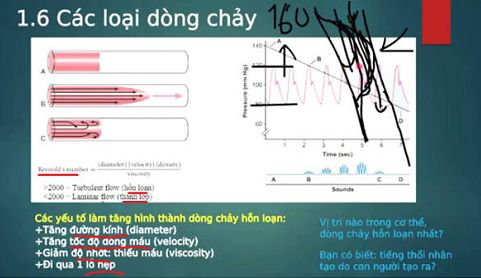 1.6 Các loại dòng chảy
160
A
B
C
Reynold's number = (diameter) (velocity) (density)
viscosity
>2000 = Turbulent flow (hỗn loạn)
<2000 = Laminar flow (thành lớp)
Pressure (mm Hg)
140
120
100
80
60
A
B
C
D
1 2 3 4 5 6 7
Time (sec)
A B C D
Sounds
Các yếu tố làm tăng hình thành dòng chảy hỗn loạn:
+Tăng đường kính (diameter)
+Tăng tốc độ dòng máu (velocity)
+Giảm độ nhớt: thiếu máu (viscosity)
+Đi qua 1 lỗ hẹp
Vị trí nào trong cơ thể,
dòng chảy hỗn loạn nhất?
Bạn có biết: tiếng thổi nhân
tạo do con người tạo ra?